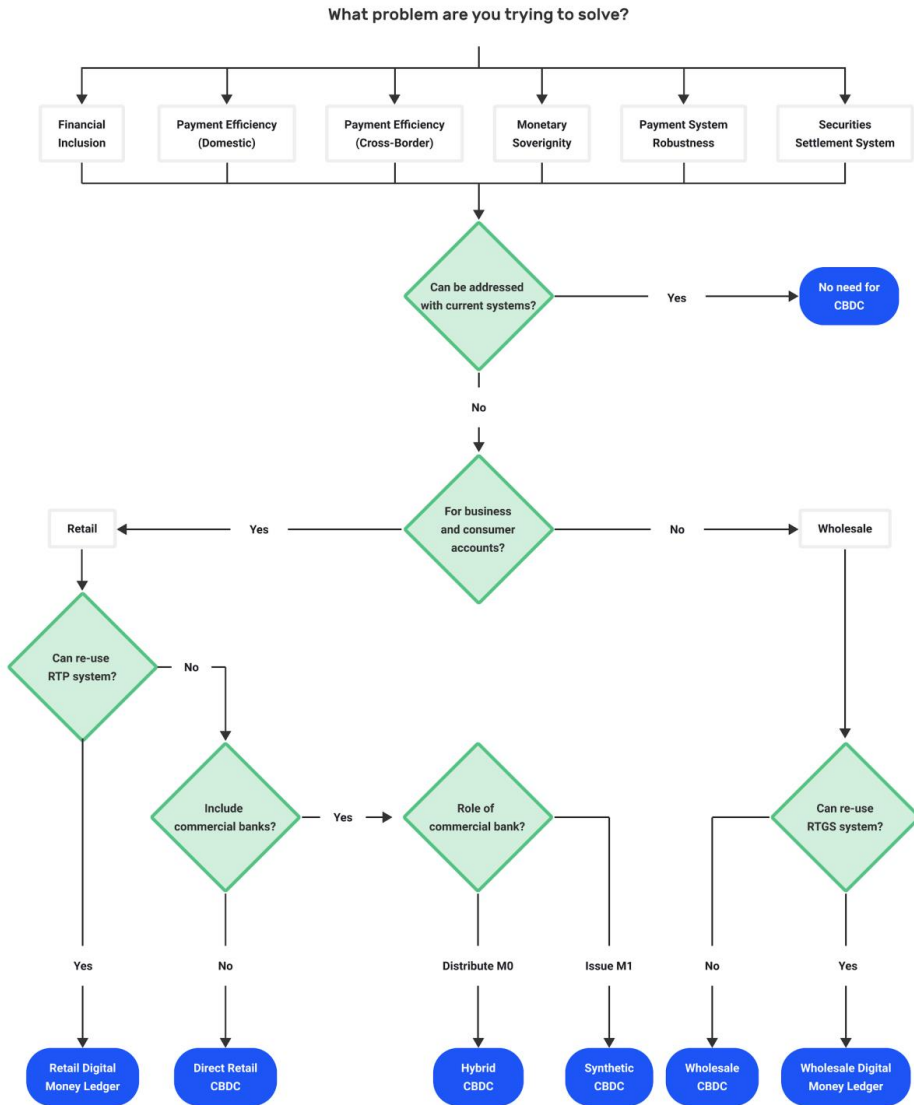 What problem are you trying to solve?
Financial
Inclusion
Payment Efficiency
(Domestic)
Payment Efficiency
(Cross-Border)
Monetary
Soverignity
Payment System
Robustness
Securities
Settlement System
Can be addressed
with current systems?
Yes
No need for
CBDC
No
For business
and consumer
accounts?
Yes
Retail
No
Wholesale
Can re-use
RTP system?
No
Include
commercial banks?
Yes
Role of
commercial bank?
Can re-use
RTGS system?
Yes
No
Distribute M0
Issue M1
No
Yes
Retail Digital
Money Ledger
Direct Retail
CBDC
Hybrid
CBDC
Synthetic
CBDC
Wholesale
CBDC
Wholesale Digital
Money Ledger